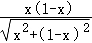 x(1-x)
√x²+(1-x)²